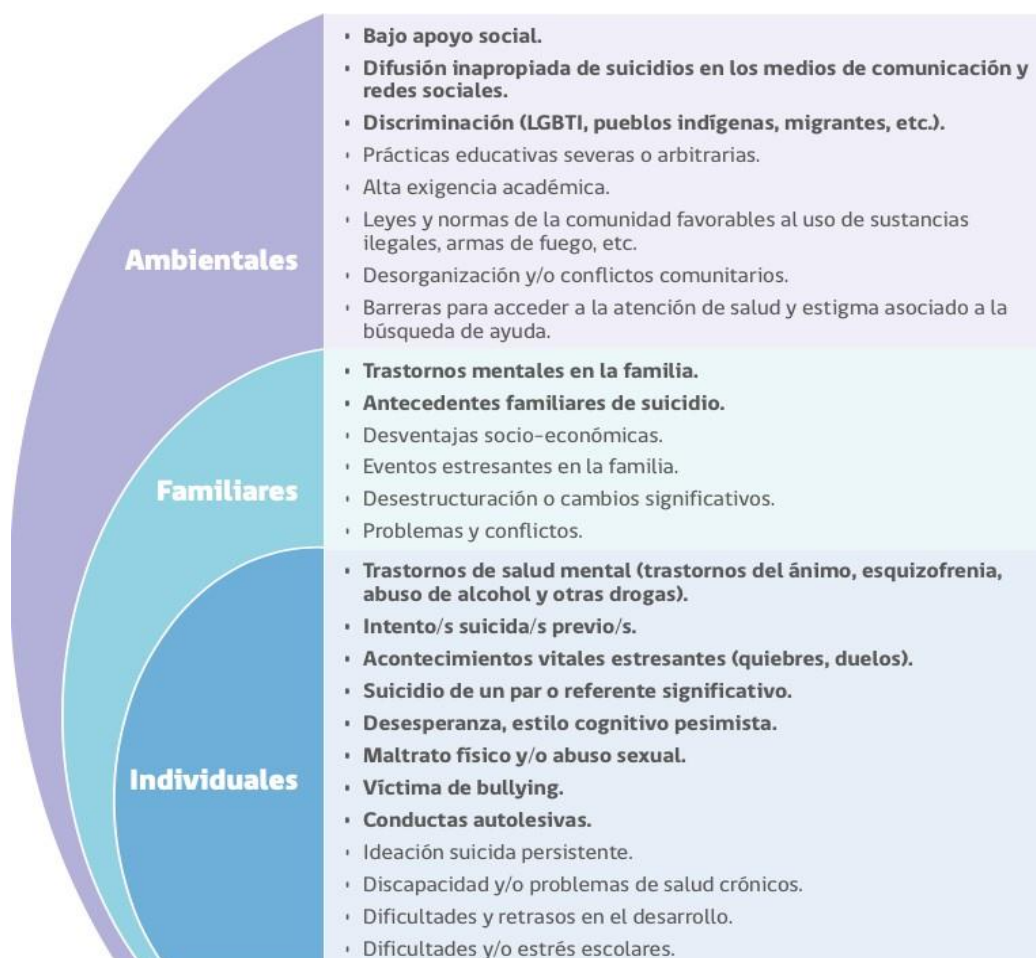 Ambientales
· Bajo apoyo social.
· Difusión inapropiada de suicidios en los medios de comunicación y
redes sociales.
· Discriminación (LGBTI, pueblos indígenas, migrantes, etc.).
· Prácticas educativas severas o arbitrarias.
· Alta exigencia académica.
· Leyes y normas de la comunidad favorables al uso de sustancias
ilegales, armas de fuego, etc.
· Desorganización y/o conflictos comunitarios.
· Barreras para acceder a la atención de salud y estigma asociado a la
búsqueda de ayuda.
Familiares
· Trastornos mentales en la familia.
· Antecedentes familiares de suicidio.
· Desventajas socio-económicas.
· Eventos estresantes en la familia.
· Desestructuración o cambios significativos.
· Problemas y conflictos.
Individuales
· Trastornos de salud mental (trastornos del ánimo, esquizofrenia,
abuso de alcohol y otras drogas).
· Intento/s suicida/s previo/s.
· Acontecimientos vitales estresantes (quiebres, duelos).
· Suicidio de un par o referente significativo.
· Desesperanza, estilo cognitivo pesimista.
· Maltrato físico y/o abuso sexual.
· Víctima de bullying.
· Conductas autolesivas.
· Ideación suicida persistente.
· Discapacidad y/o problemas de salud crónicos.
· Dificultades y retrasos en el desarrollo.
· Dificultades y/o estrés escolares.